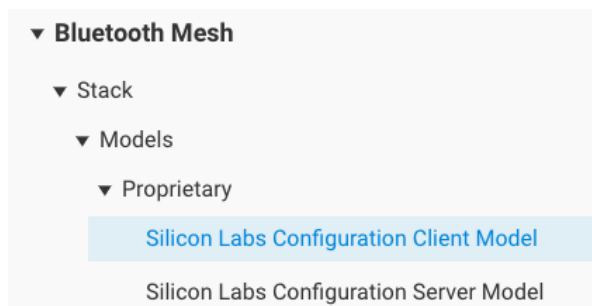 Bluetooth Mesh
Stack
Models
Proprietary
Silicon Labs Configuration Client Model
Silicon Labs Configuration Server Model